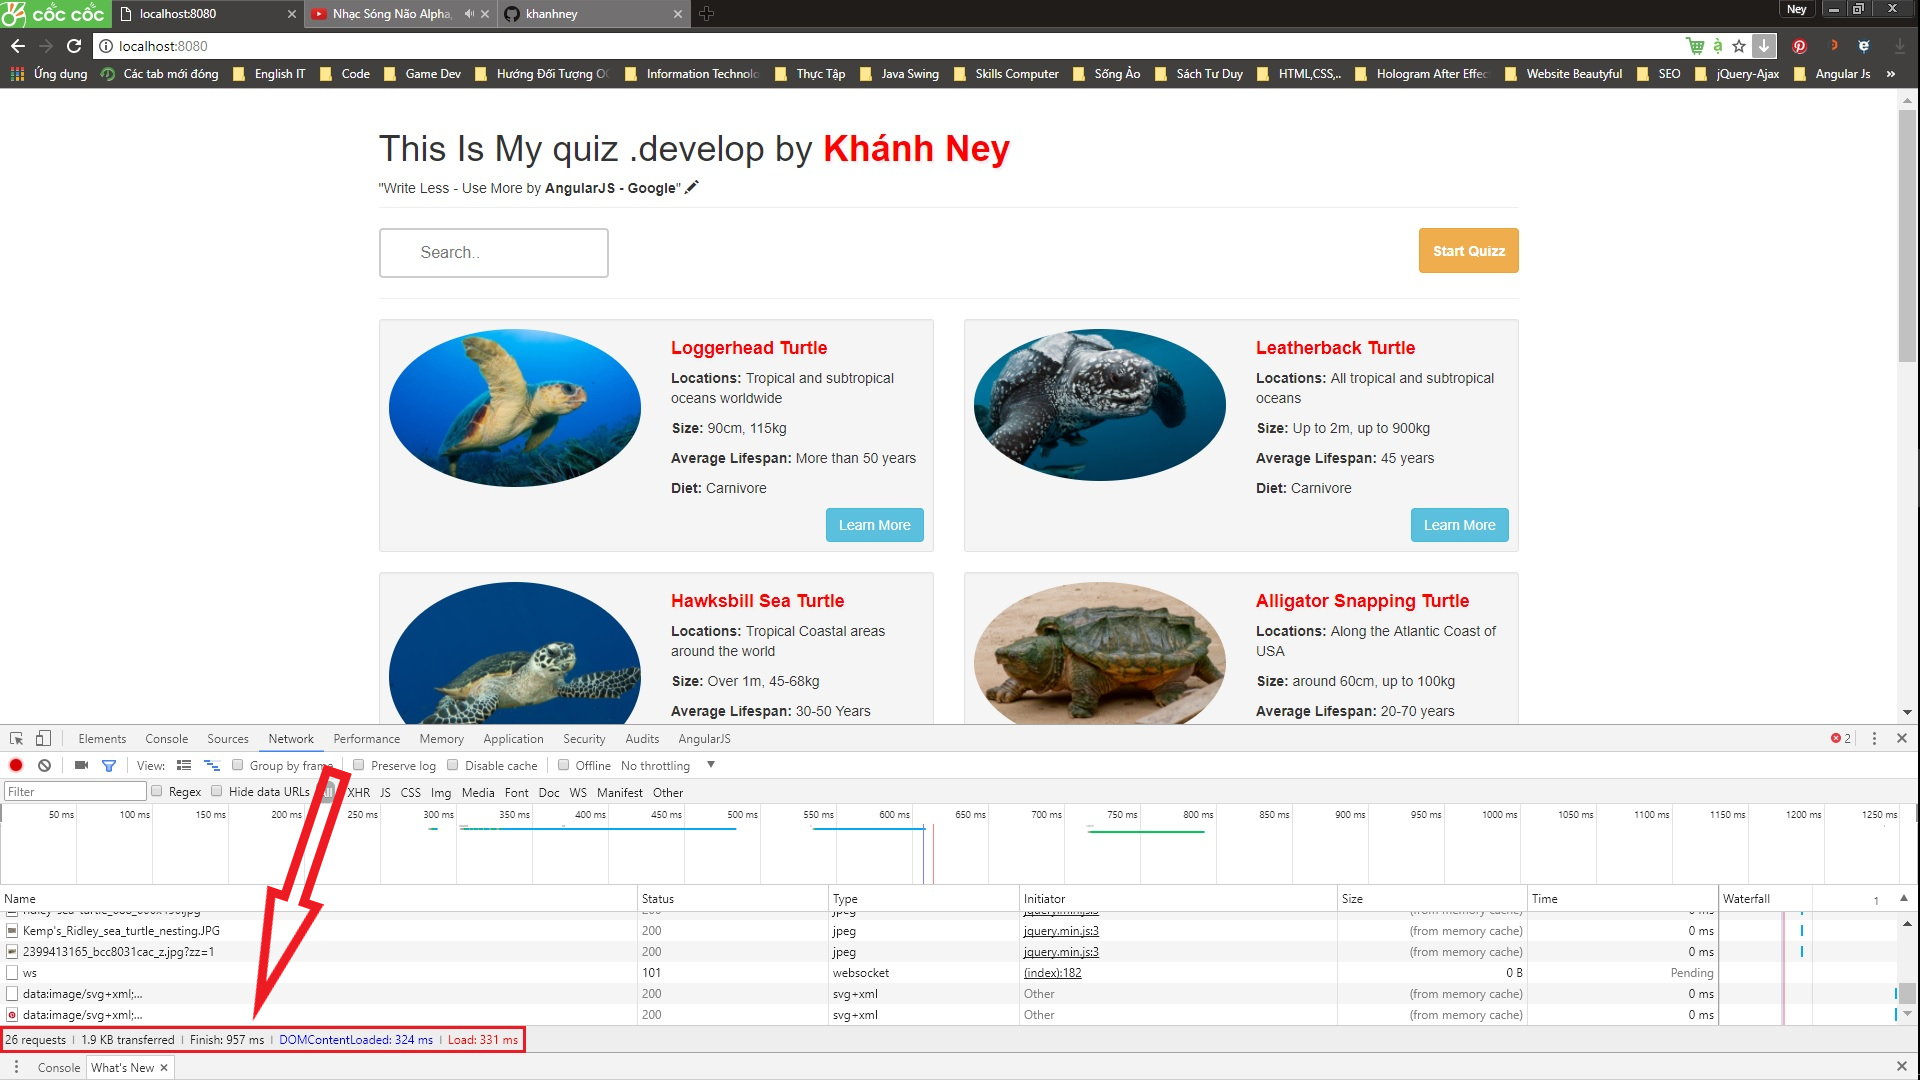 cốc cốc localhost:8080 Nhạc Sóng Não Alpha, khanhney Ney
localhost:8080
Ứng dụng Các tab mới đóng English IT Code Game Dev Hướng Đối Tượng Information Technolo Thực Tập Java Swing Skills Computer Sống Ảo Sách Tư Duy HTML,CSS,.. Hologram After Effec Website Beautyful SEO jQuery-Ajax Angular Js »
This Is My quiz .develop by Khánh Ney
"Write Less - Use More by AngularJS - Google"
Search..
Start Quizz
Loggerhead Turtle
Locations: Tropical and subtropical
oceans worldwide
Size: 90cm, 115kg
Average Lifespan: More than 50 years
Diet: Carnivore
Learn More
Leatherback Turtle
Locations: All tropical and subtropical
oceans
Size: Up to 2m, up to 900kg
Average Lifespan: 45 years
Diet: Carnivore
Learn More
Hawksbill Sea Turtle
Locations: Tropical Coastal areas
around the world
Size: Over 1m, 45-68kg
Average Lifespan: 30-50 Years
Alligator Snapping Turtle
Locations: Along the Atlantic Coast of
USA
Size: around 60cm, up to 100kg
Average Lifespan: 20-70 years
Elements Console Sources Network Performance Memory Application Security Audits AngularJS 2
View: Group by frame Preserve log Disable cache Offline No throttling
Filter Regex Hide data URLs XHR JS CSS Img Media Font Doc WS Manifest Other
50 ms 100 ms 150 ms 200 ms 250 ms 300 ms 350 ms 400 ms 450 ms 500 ms 550 ms 600 ms 650 ms 700 ms 750 ms 800 ms 850 ms 900 ms 950 ms 1000 ms 1050 ms 1100 ms 1150 ms 1200 ms 1250 ms
Name Status Type Initiator Size Time Waterfall 1
200 jpeg jquery.min.js:3 (from memory cache) 0 ms
Kemp's_Ridley_sea_turtle_nesting.JPG 200 jpeg jquery.min.js:3 (from memory cache) 0 ms
2399413165_bcc8031cac_z.jpg?zz=1 200 jpeg jquery.min.js:3 (from memory cache) 0 ms
ws 101 websocket (index):182 0 B Pending
data:image/svg+xml;... 200 svg+xml Other (from memory cache) 0 ms
data:image/svg+xml;... 200 svg+xml Other (from memory cache) 0 ms
26 requests | 1.9 KB transferred | Finish: 957 ms | DOMContentLoaded: 324 ms | Load: 331 ms
Console What's New